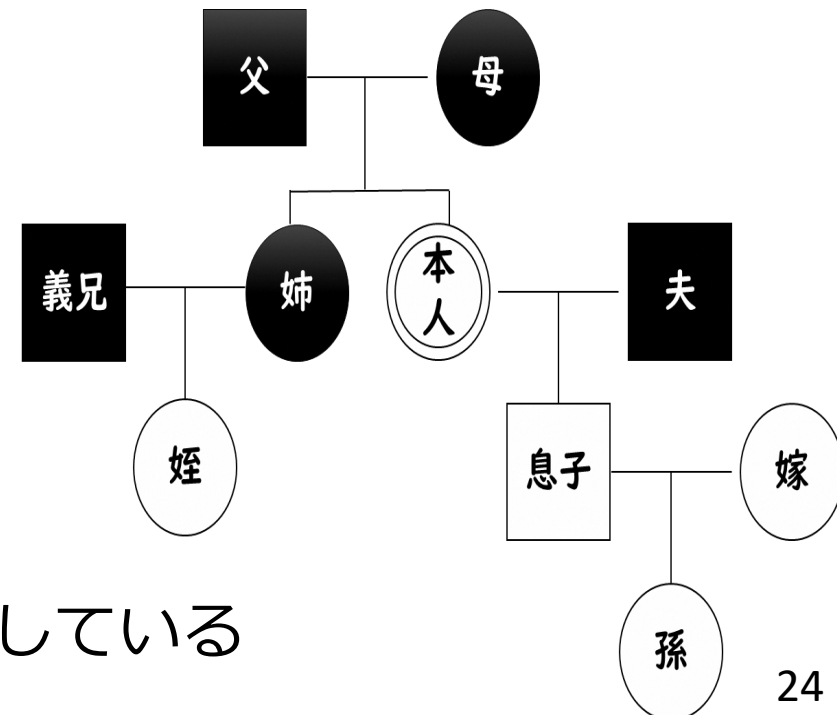 父
母
義兄
姉
本
人
夫
姪
息子
嫁
孫
している
24